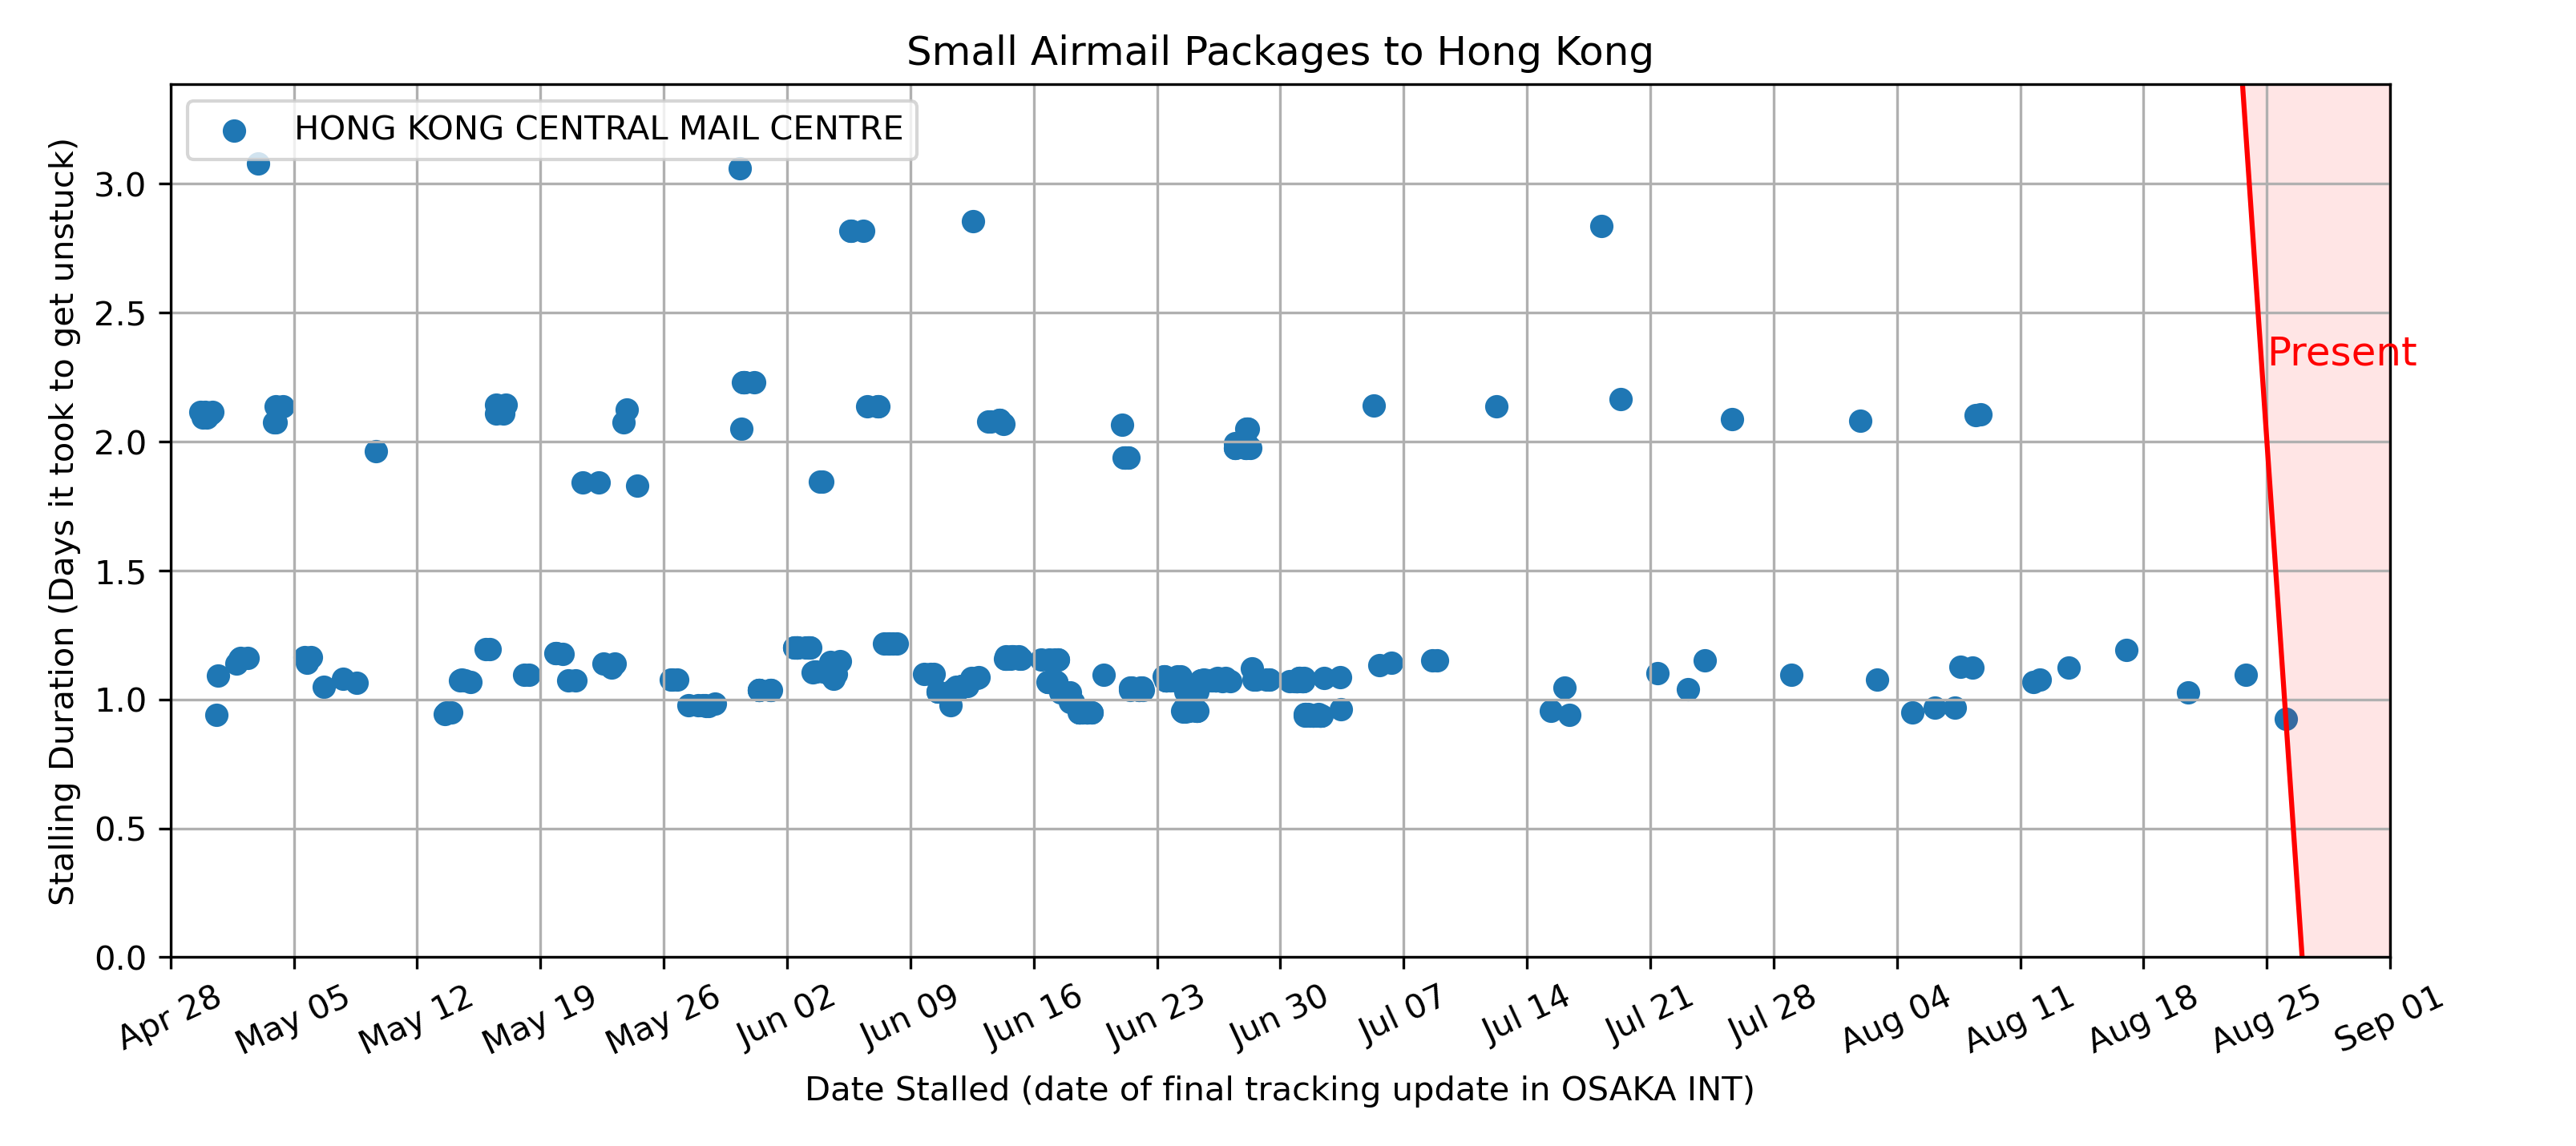 Small Airmail Packages to Hong Kong
HONG KONG CENTRAL MAIL CENTRE
Stalling Duration (Days it took to get unstuck)
3.0
2.5
2.0
1.5
1.0
0.5
0.0
Present
Apr 28
May 05
May 12
May 19
May 26
Jun 02
Jun 09
Jun 16
Jun 23
Jun 30
Jul 07
Jul 14
Jul 21
Jul 28
Aug 04
Aug 11
Aug 18
Aug 25
Sep 01
Date Stalled (date of final tracking update in OSAKA INT)